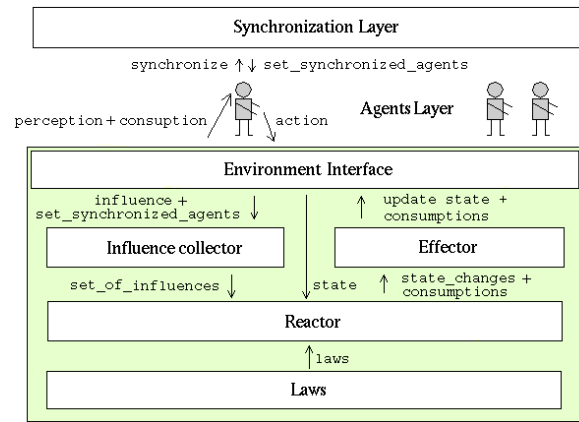 Synchronization Layer
synchronize set_synchronized_agents
Agents Layer
perception + consuption
action
Environment Interface
influence +
set_synchronized_agents
update state +
consumptions
Influence collector
Effector
set_of_influences
state
state_changes +
consumptions
Reactor
laws
Laws